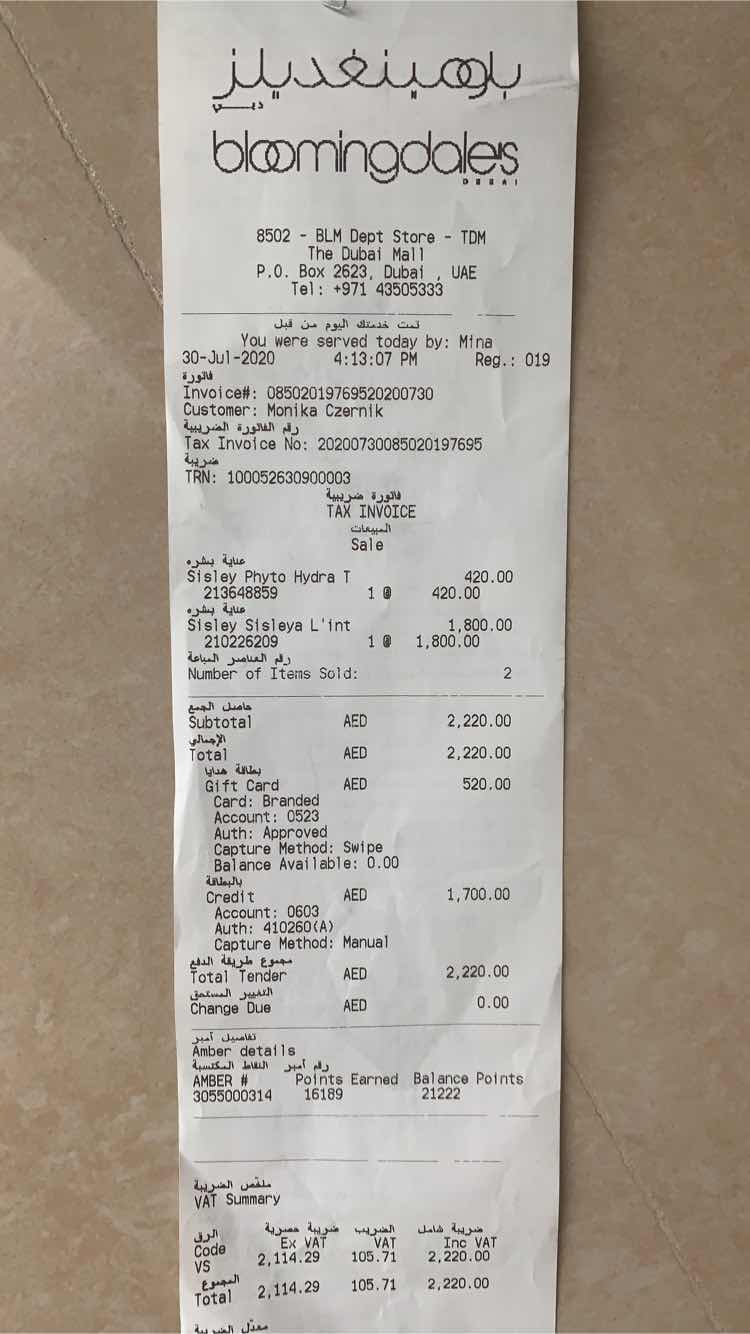 بلومينغديلز
دبي
bloomingdale's
DUBAI
8502 - BLM Dept Store - TDM
The Dubai Mall
P.O. Box 2623, Dubai , UAE
Tel: +971 43505333
تمت خدمتك اليوم من قبل
You were served today by: Mina
30-Jul-2020 4:13:07 PM Reg.: 019
فاتورة
Invoice#: 08502019769520200730
Customer: Monika Czernik
رقم الفاتورة الضريبية
Tax Invoice No: 20200730085020197695
ضريبة
TRN: 100052630900003
فاتورة ضريبية
TAX INVOICE
المبيعات
Sale
عناية بشره
Sisley Phyto Hydra T 420.00
213648859 1 @ 420.00
عناية بشره
Sisley Sisleya L'int 1,800.00
210226209 1 @ 1,800.00
رقم العناصر المباعة
Number of Items Sold: 2
حاصل الجمع
Subtotal AED 2,220.00
الإجمالي
Total AED 2,220.00
بطاقة هدايا
Gift Card AED 520.00
Card: Branded
Account: 0523
Auth: Approved
Capture Method: Swipe
Balance Available: 0.00
بالبطاقة
Credit AED 1,700.00
Account: 0603
Auth: 410260(A)
Capture Method: Manual
مجموع طريقة الدفع
Total Tender AED 2,220.00
التغيير المستحق
Change Due AED 0.00
تفاصيل أمبر
Amber details
رقم أمبر النقاط المكتسبة
AMBER # Points Earned Balance Points
3055000314 16189 21222
ملخص الضريبة
VAT Summary
الرق ضريبة حصرية الضريب ضريبة شامل
Code Ex VAT VAT Inc VAT
VS 2,114.29 105.71 2,220.00
المجموع
Total 2,114.29 105.71 2,220.00
معدّل الضريبة